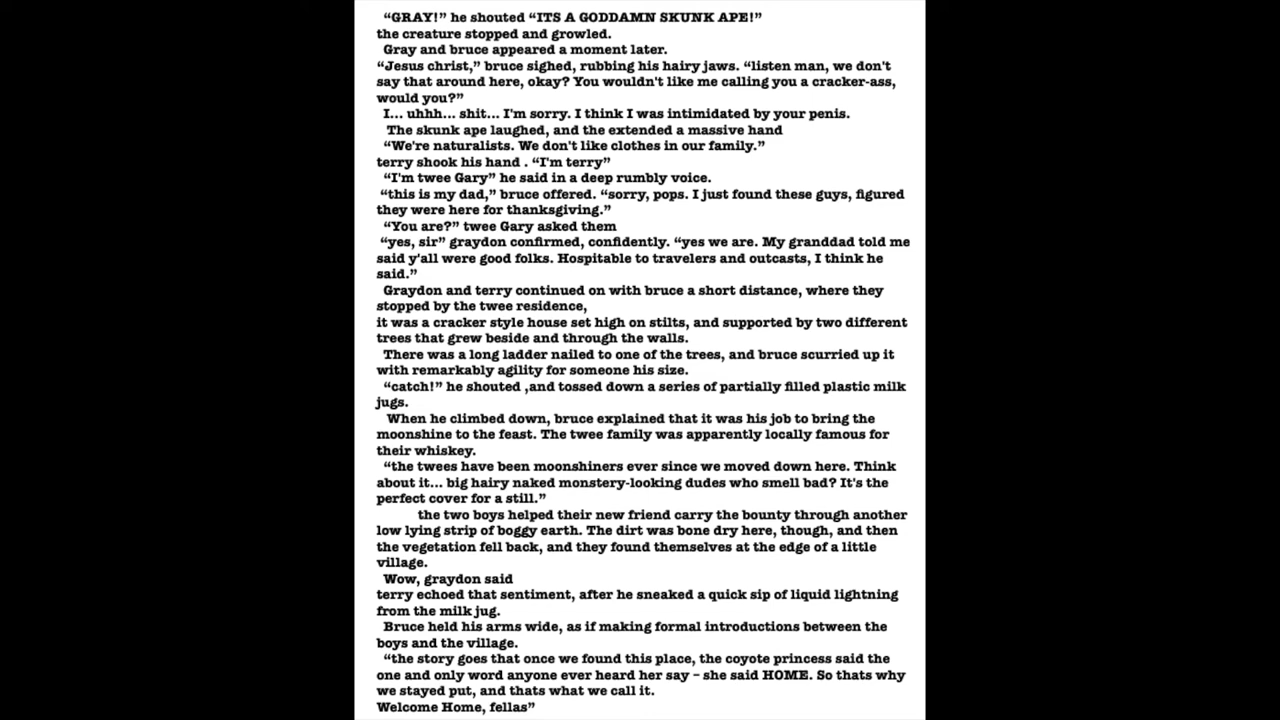 “GRAY!” he shouted “ITS A GODDAMN SKUNK APE!”
the creature stopped and growled.
Gray and bruce appeared a moment later.
“Jesus christ,” bruce sighed, rubbing his hairy jaws. “listen man, we don't
say that around here, okay? You wouldn't like me calling you a cracker-ass,
would you?”
I... uhhh... shit... I'm sorry. I think I was intimidated by your penis.
The skunk ape laughed, and the extended a massive hand
“We're naturalists. We don't like clothes in our family.”
terry shook his hand . “I'm terry”
“I'm twee Gary” he said in a deep rumbly voice.
“this is my dad,” bruce offered. “sorry, pops. I just found these guys, figured
they were here for thanksgiving.”
“You are?” twee Gary asked them
“yes, sir” graydon confirmed, confidently. “yes we are. My granddad told me
said y'all were good folks. Hospitable to travelers and outcasts, I think he
said.”
Graydon and terry continued on with bruce a short distance, where they
stopped by the twee residence,
it was a cracker style house set high on stilts, and supported by two different
trees that grew beside and through the walls.
There was a long ladder nailed to one of the trees, and bruce scurried up it
with remarkably agility for someone his size.
“catch!” he shouted ,and tossed down a series of partially filled plastic milk
jugs.
When he climbed down, bruce explained that it was his job to bring the
moonshine to the feast. The twee family was apparently locally famous for
their whiskey.
“the twees have been moonshiners ever since we moved down here. Think
about it... big hairy naked monstery-looking dudes who smell bad? It's the
perfect cover for a still.”
the two boys helped their new friend carry the bounty through another
low lying strip of boggy earth. The dirt was bone dry here, though, and then
the vegetation fell back, and they found themselves at the edge of a little
village.
Wow, graydon said
terry echoed that sentiment, after he sneaked a quick sip of liquid lightning
from the milk jug.
Bruce held his arms wide, as if making formal introductions between the
boys and the village.
“the story goes that once we found this place, the coyote princess said the
one and only word anyone ever heard her say – she said HOME. So thats why
we stayed put, and thats what we call it.
Welcome Home, fellas”